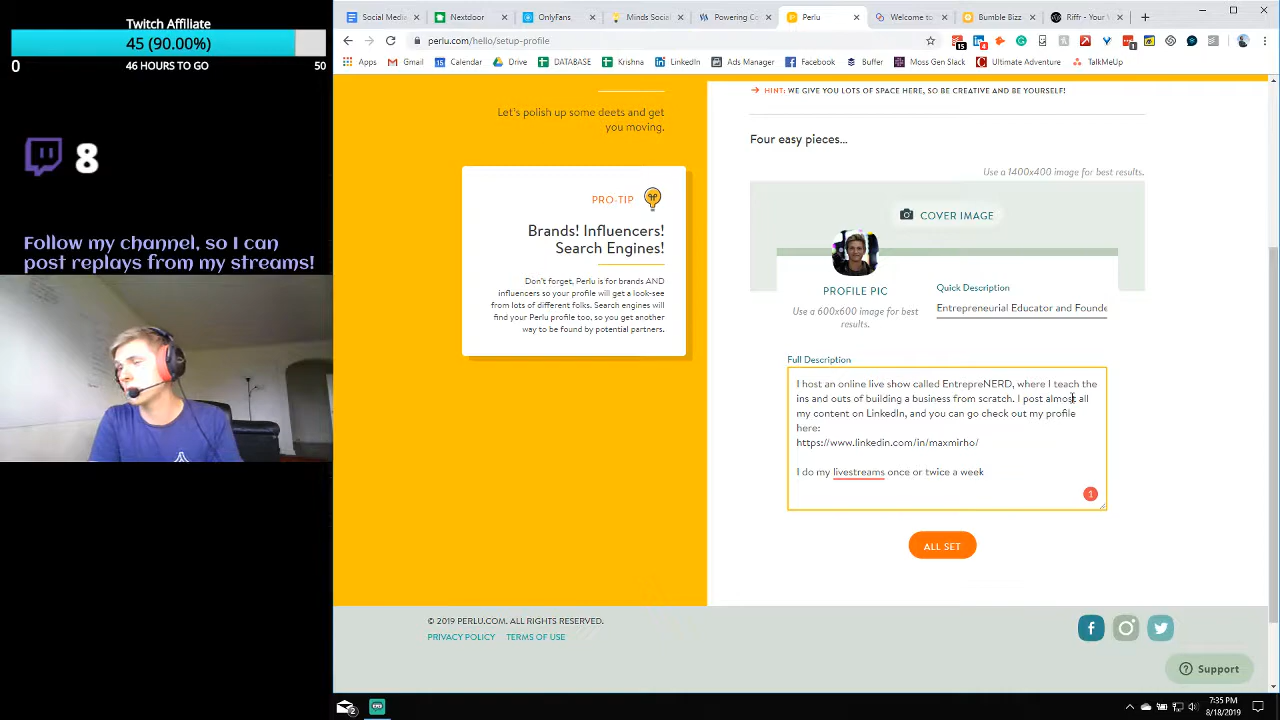 Twitch Affiliate
45 (90.00%)
0
46 HOURS TO GO
50
8
Follow my channel, so I can
post replays from my streams!
Social Media
Nextdoor
OnlyFans
Minds Soci
Powering C
Perlu
Welcome to
Bumble Bizz
Riffr - Your
perlu.com/hello/setup-profile
Apps
Gmail
Calendar
Drive
DATABASE
Krishna
LinkedIn
Ads Manager
Facebook
Buffer
Moss Gen Slack
Ultimate Adventure
TalkMeUp
Let's polish up some deets and get
you moving.
PRO-TIP
Brands! Influencers!
Search Engines!
Don't forget, Perlu is for brands AND
influencers so your profile will get a look-see
from lots of different folks. Search engines will
find your Perlu profile too, so you get another
way to be found by potential partners.
HINT: WE GIVE YOU LOTS OF SPACE HERE, SO BE CREATIVE AND BE YOURSELF!
Four easy pieces...
Use a 1400x400 image for best results.
COVER IMAGE
PROFILE PIC
Use a 600x600 image for best
results.
Quick Description
Entrepreneurial Educator and Founde
Full Description
I host an online live show called EntrepreNERD, where I teach the
ins and outs of building a business from scratch. I post almost all
my content on LinkedIn, and you can go check out my profile
here:
https://www.linkedin.com/in/maxmirho/
I do my livestreams once or twice a week
1
ALL SET
© 2019 PERLU.COM. ALL RIGHTS RESERVED.
PRIVACY POLICY
TERMS OF USE
Support
7:35 PM
8/18/2019